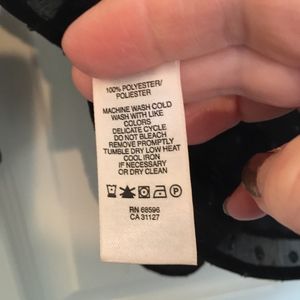 100% POLYESTER/
POLIESTER
MACHINE WASH COLD
WASH WITH LIKE
COLORS
DELICATE CYCLE
DO NOT BLEACH
REMOVE PROMPTLY
TUMBLE DRY LOW HEAT
COOL IRON
IF NECESSARY
OR DRY CLEAN
P
RN 68596
CA 31127